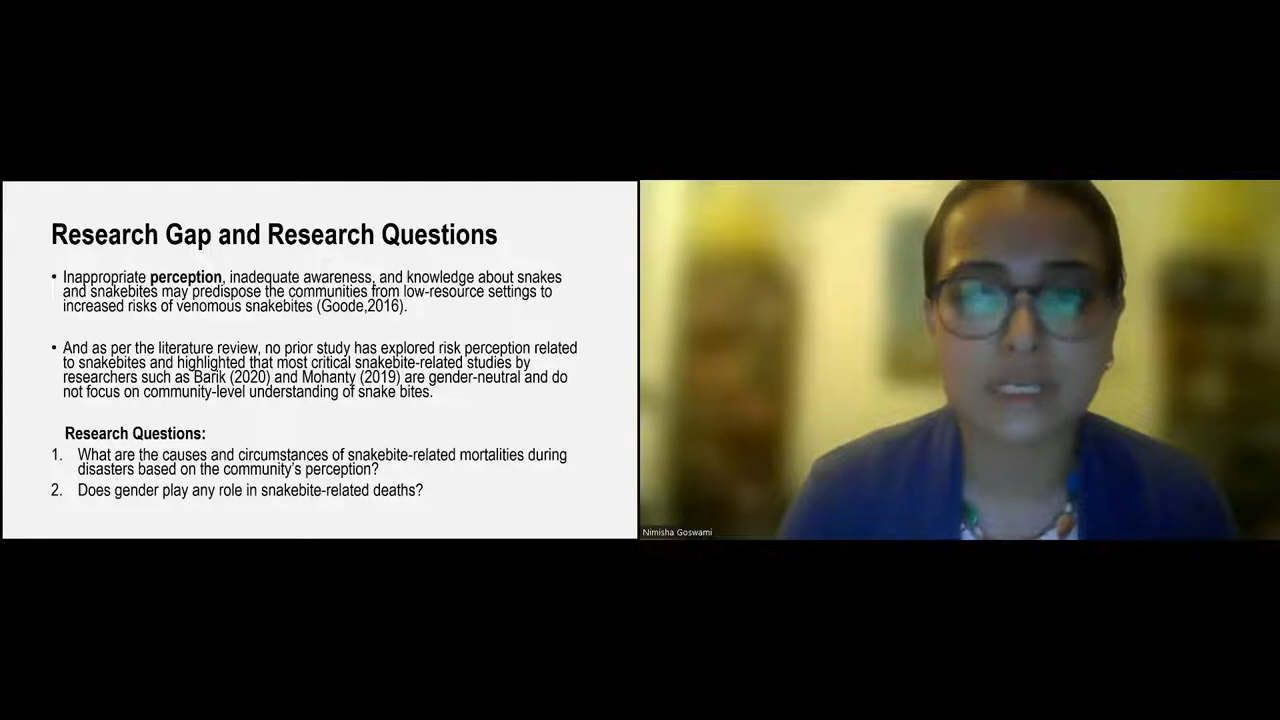 Research Gap and Research Questions
• Inappropriate perception, inadequate awareness, and knowledge about snakes
and snakebites may predispose the communities from low-resource settings to
increased risks of venomous snakebites (Goode,2016).
• And as per the literature review, no prior study has explored risk perception related
to snakebites and highlighted that most critical snakebite-related studies by
researchers such as Barik (2020) and Mohanty (2019) are gender-neutral and do
not focus on community-level understanding of snake bites.
Research Questions:
1. What are the causes and circumstances of snakebite-related mortalities during
disasters based on the community's perception?
2. Does gender play any role in snakebite-related deaths?
Nimisha Goswami